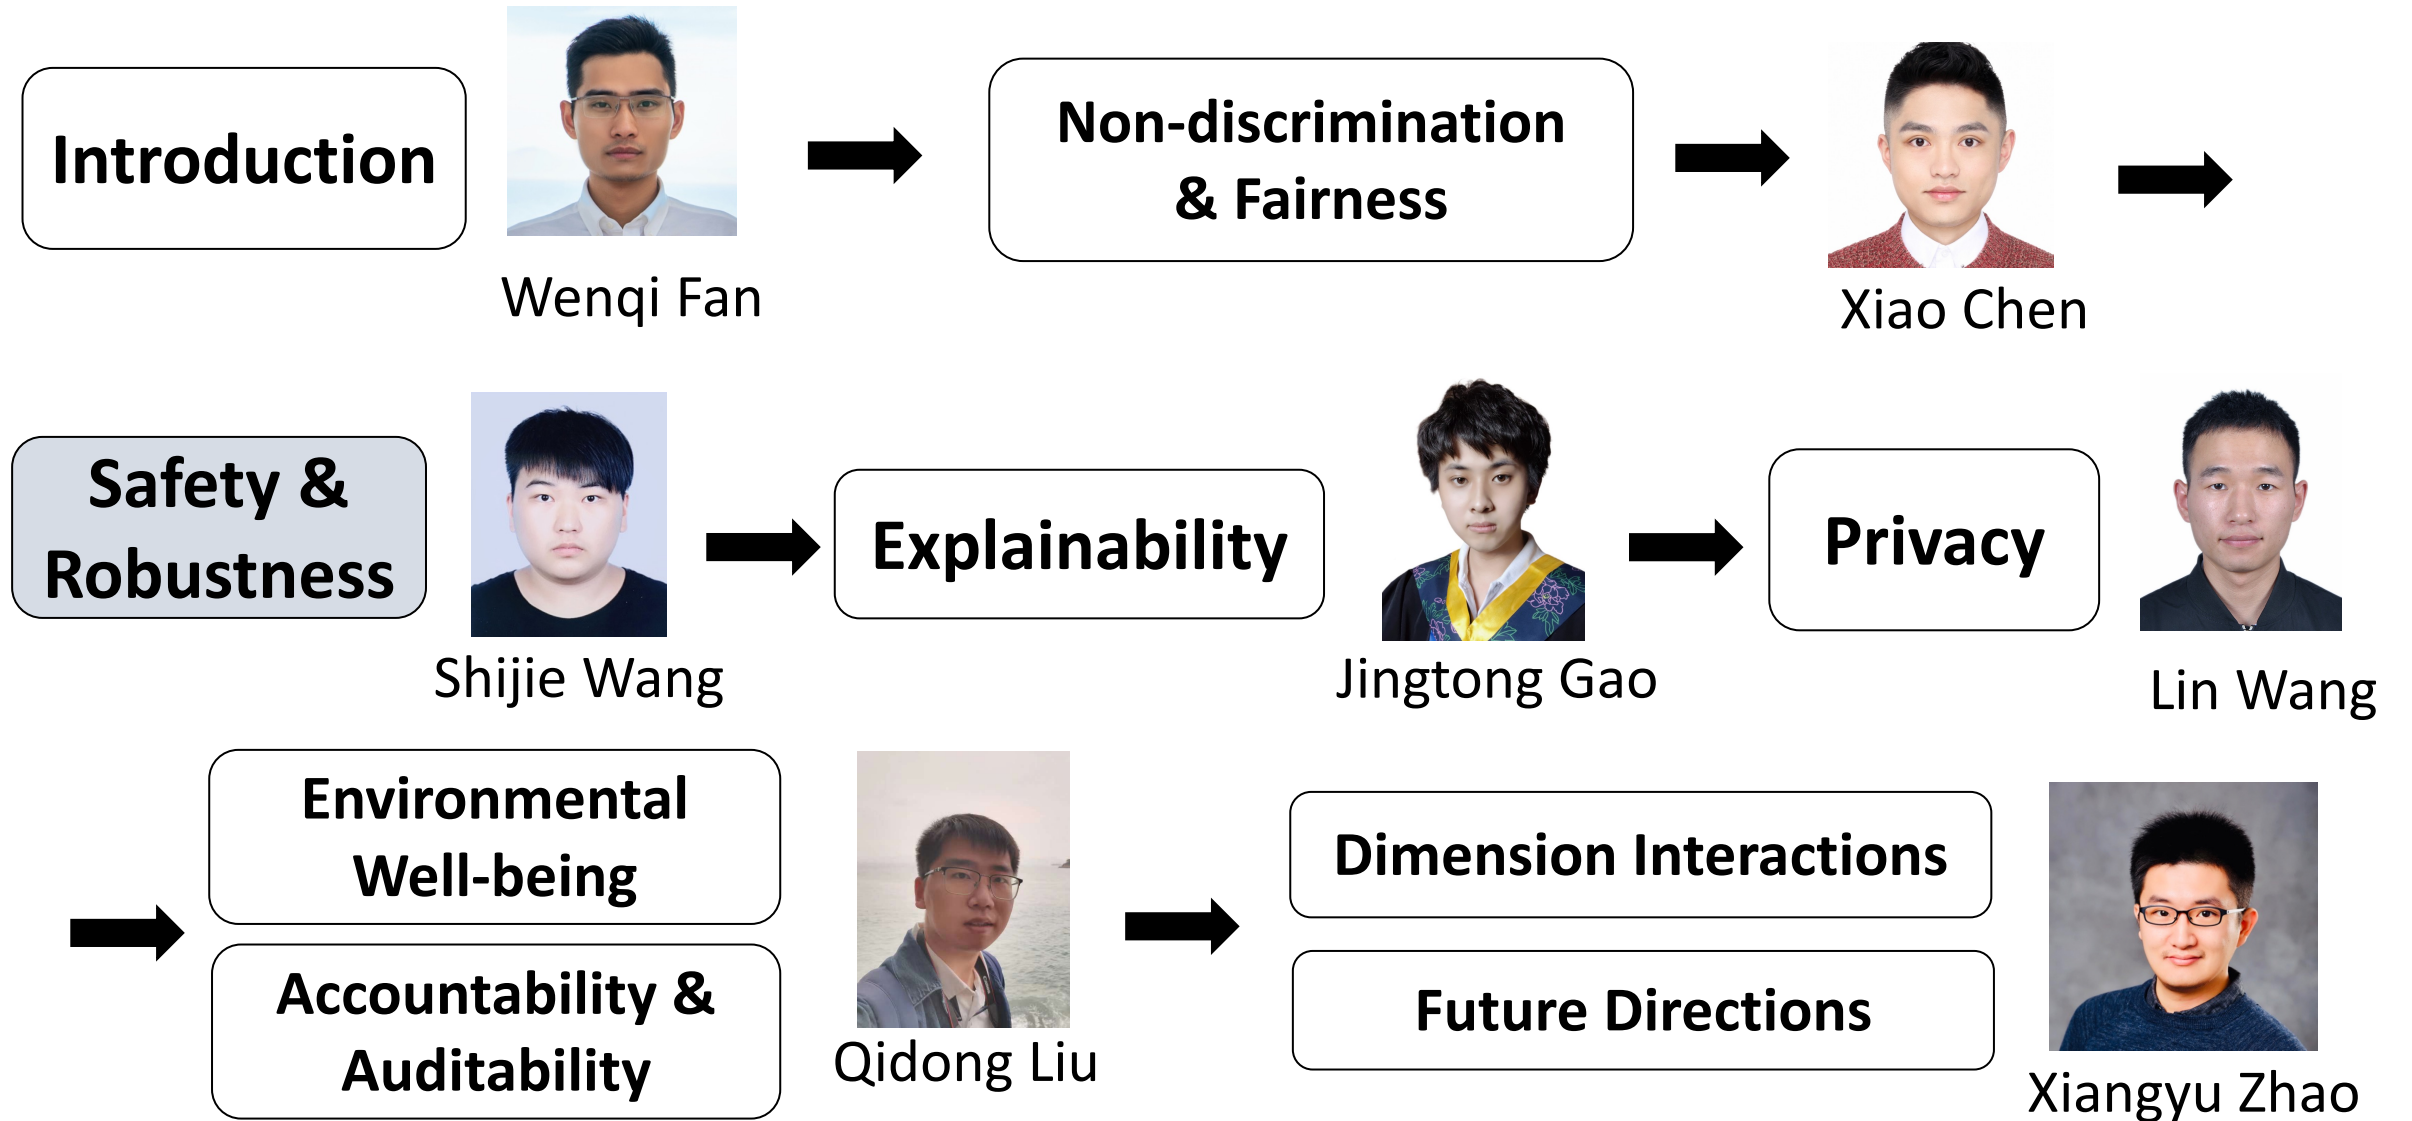 Introduction
Wenqi Fan
Non-discrimination
& Fairness
Xiao Chen
Safety &
Robustness
Shijie Wang
Explainability
Jingtong Gao
Privacy
Lin Wang
Environmental
Well-being
Accountability &
Auditability
Qidong Liu
Dimension Interactions
Future Directions
Xiangyu Zhao